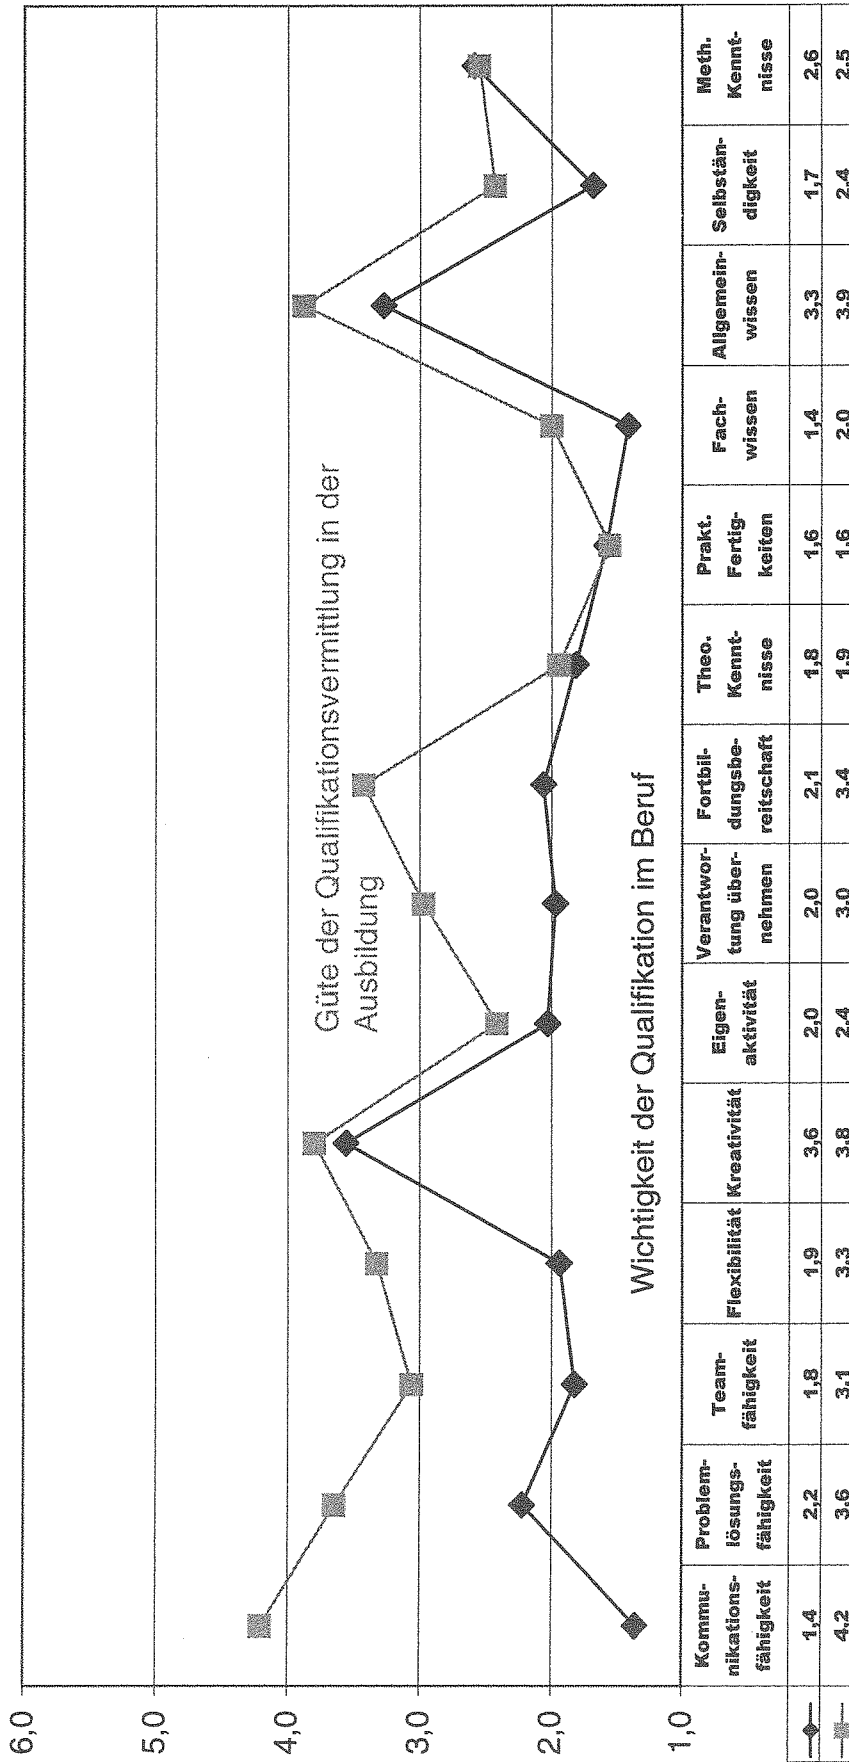 6,0
5,0
4,0
3,0
2,0
1,0
Güte der Qualifikationsvermittlung in der
Ausbildung
Wichtigkeit der Qualifikation im Beruf
Kommu-
nikations-
fähigkeit
Problem-
lösungs-
fähigkeit
Team-
fähigkeit
Flexibilität
Kreativität
Eigen-
aktivität
Verantwor-
tung über-
nehmen
Fortbil-
dungsbe-
reitschaft
Theo.
Kennt-
nisse
Prakt.
Fertig-
keiten
Fach-
wissen
Allgemein-
wissen
Selbstän-
digkeit
Meth.
Kennt-
nisse
1,4 2,2 1,8 1,9 3,6 2,0 2,0 2,1 1,8 1,6 1,4 3,3 1,7 2,6
4,2 3,6 3,1 3,3 3,8 2,4 3,0 3,4 1,9 1,6 2,0 3,9 2,4 2,5